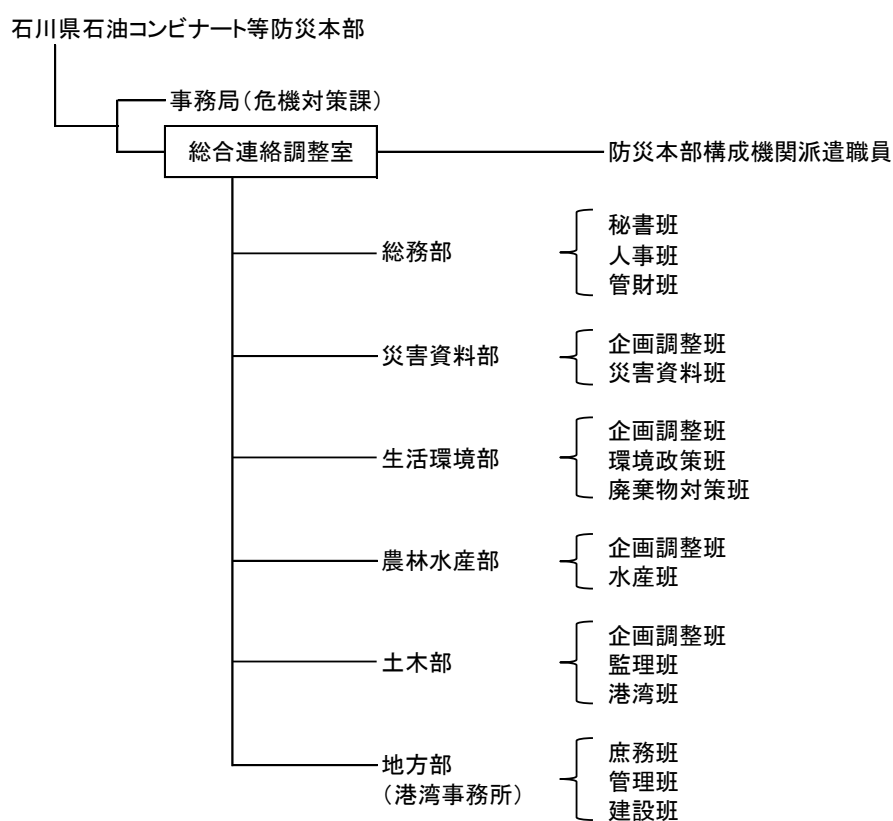 石川県石油コンビナート等防災本部
事務局（危機対策課）
総合連絡調整室
防災本部構成機関派遣職員
総務部
秘書班
人事班
管財班
災害資料部
企画調整班
災害資料班
生活環境部
企画調整班
環境政策班
廃棄物対策班
農林水産部
企画調整班
水産班
土木部
企画調整班
監理班
港湾班
地方部
（港湾事務所）
庶務班
管理班
建設班